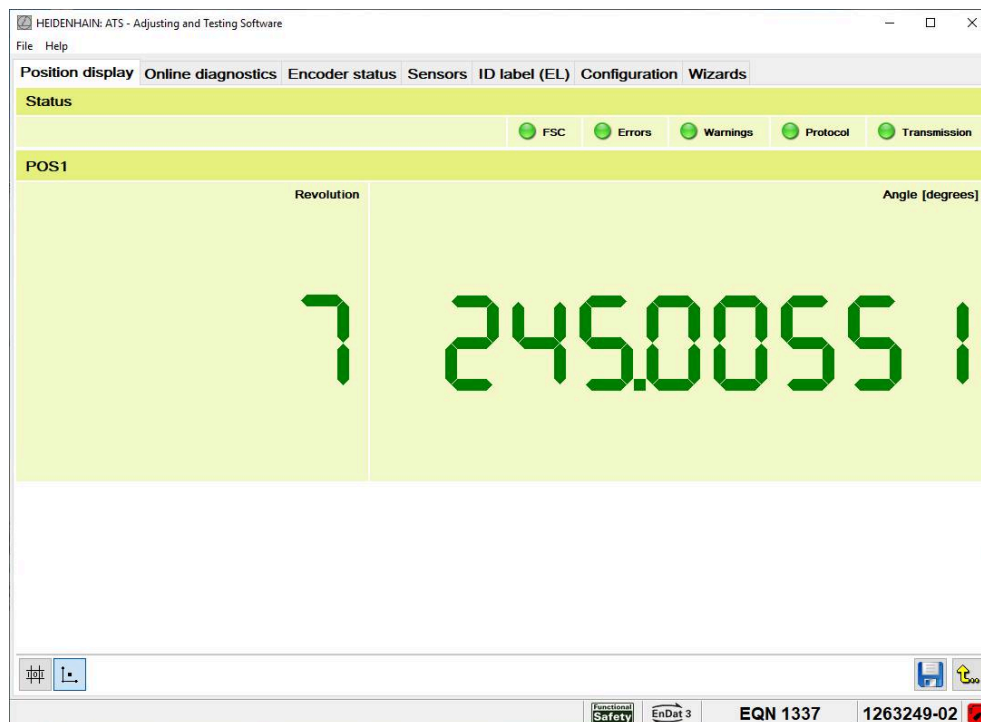 HEIDENHAIN: ATS - Adjusting and Testing Software
File Help
Position display Online diagnostics Encoder status Sensors ID label (EL) Configuration Wizards
Status
FSC Errors Warnings Protocol Transmission
POS1
Revolution Angle [degrees]
7 245.00551
Functional Safety EnDat 3 EQN 1337 1263249-02